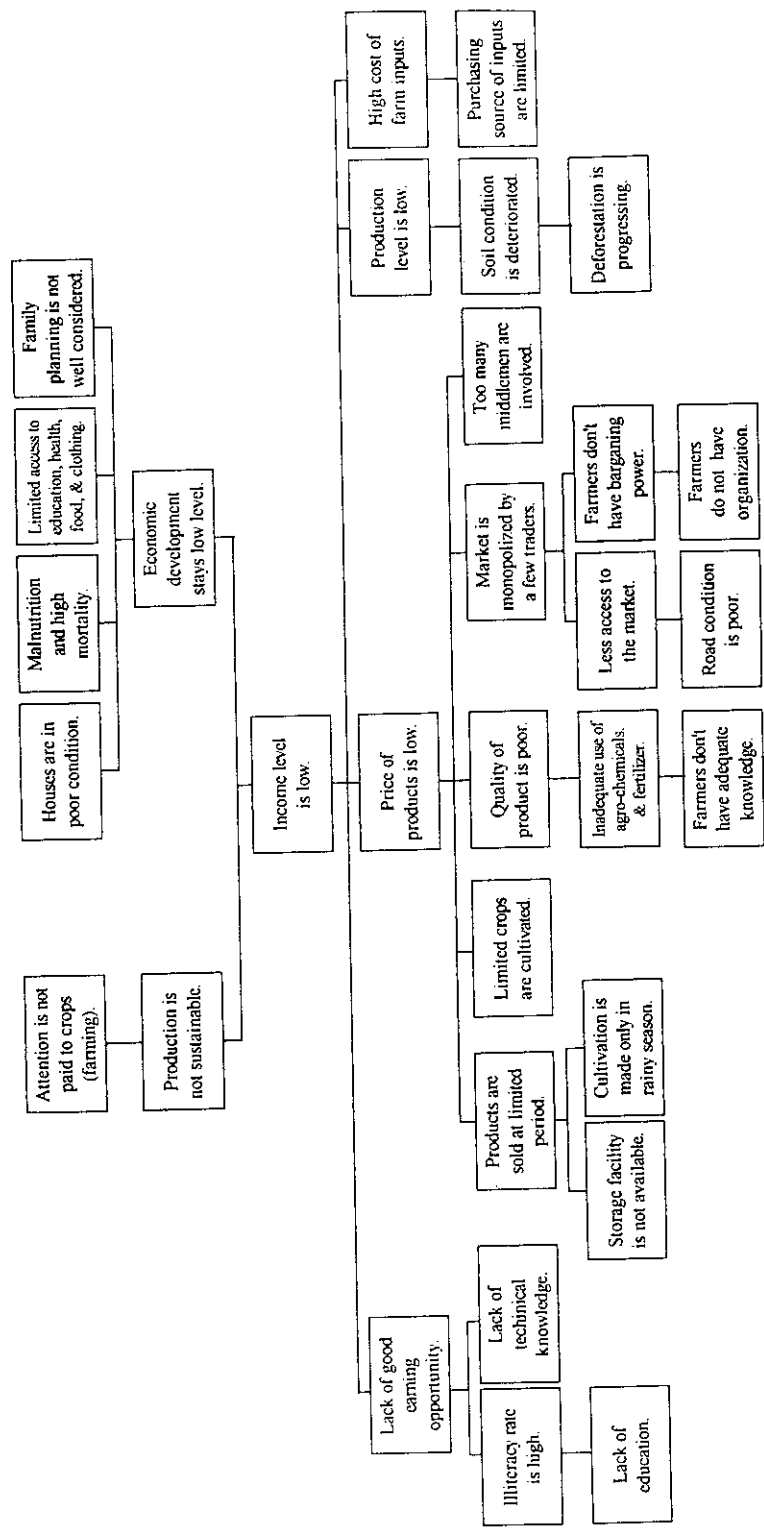 Attention is not
paid to crops
(farming).
Houses are in
poor condition.
Malnutrition
and high
mortality.
Limited access to
education, health,
food, & clothing.
Family
planning is not
well considered.
Production is
not sustainable.
Economic
development
stays low level.
Income level
is low.
Lack of good
earning
opportunity.
Price of
products is low.
Production
level is low.
High cost of
farm inputs.
Illiteracy rate
is high.
Lack of
techinical
knowledge.
Products are
sold at limited
period.
Limited crops
are cultivated.
Quality of
product is poor.
Market is
monopolized by
a few traders.
Too many
middlemen are
involved.
Soil condition
is deteriorated.
Purchasing
source of inputs
are limited.
Lack of
education.
Storage facility
is not available.
Cultivation is
made only in
rainy season.
Inadequate use of
agro-chemicals.
& fertilizer.
Less access to
the market.
Farmers don't
have barganing
power.
Deforestation is
progressing.
Farmers don't
have adequate
knowledge.
Road condition
is poor.
Farmers
do not have
organization.